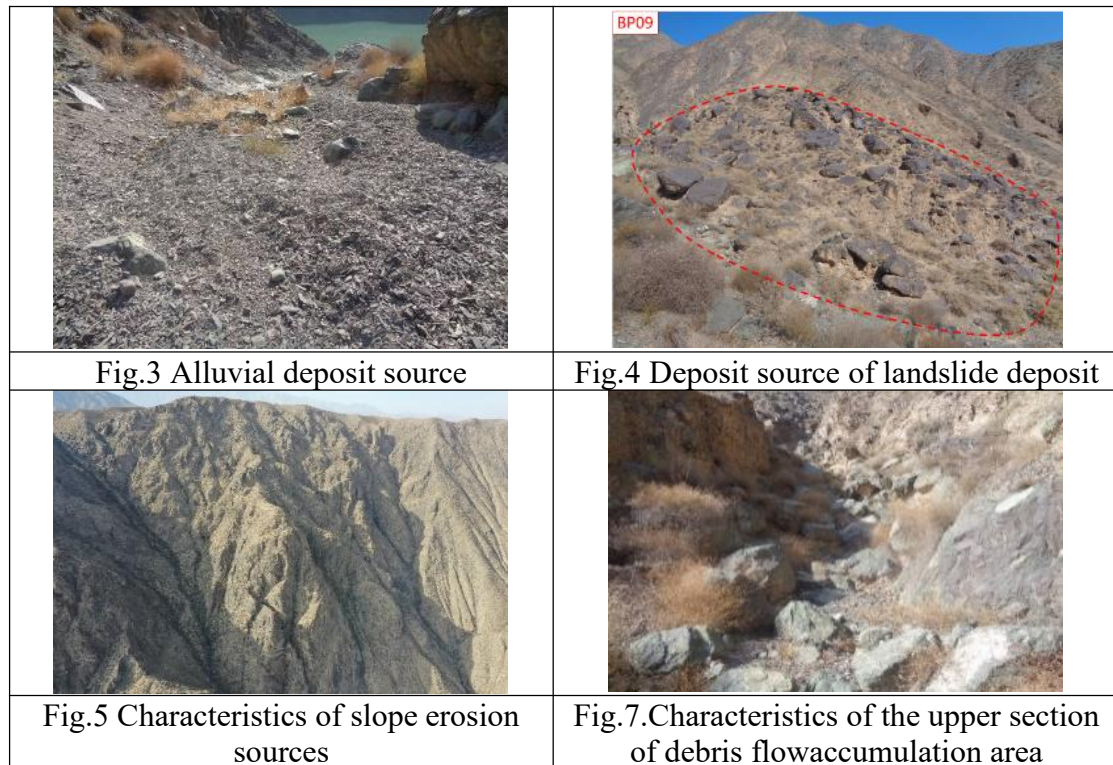 BP09
Fig.3 Alluvial deposit source
Fig.4 Deposit source of landslide deposit
Fig.5 Characteristics of slope erosion
sources
Fig.7.Characteristics of the upper section
of debris flowaccumulation area